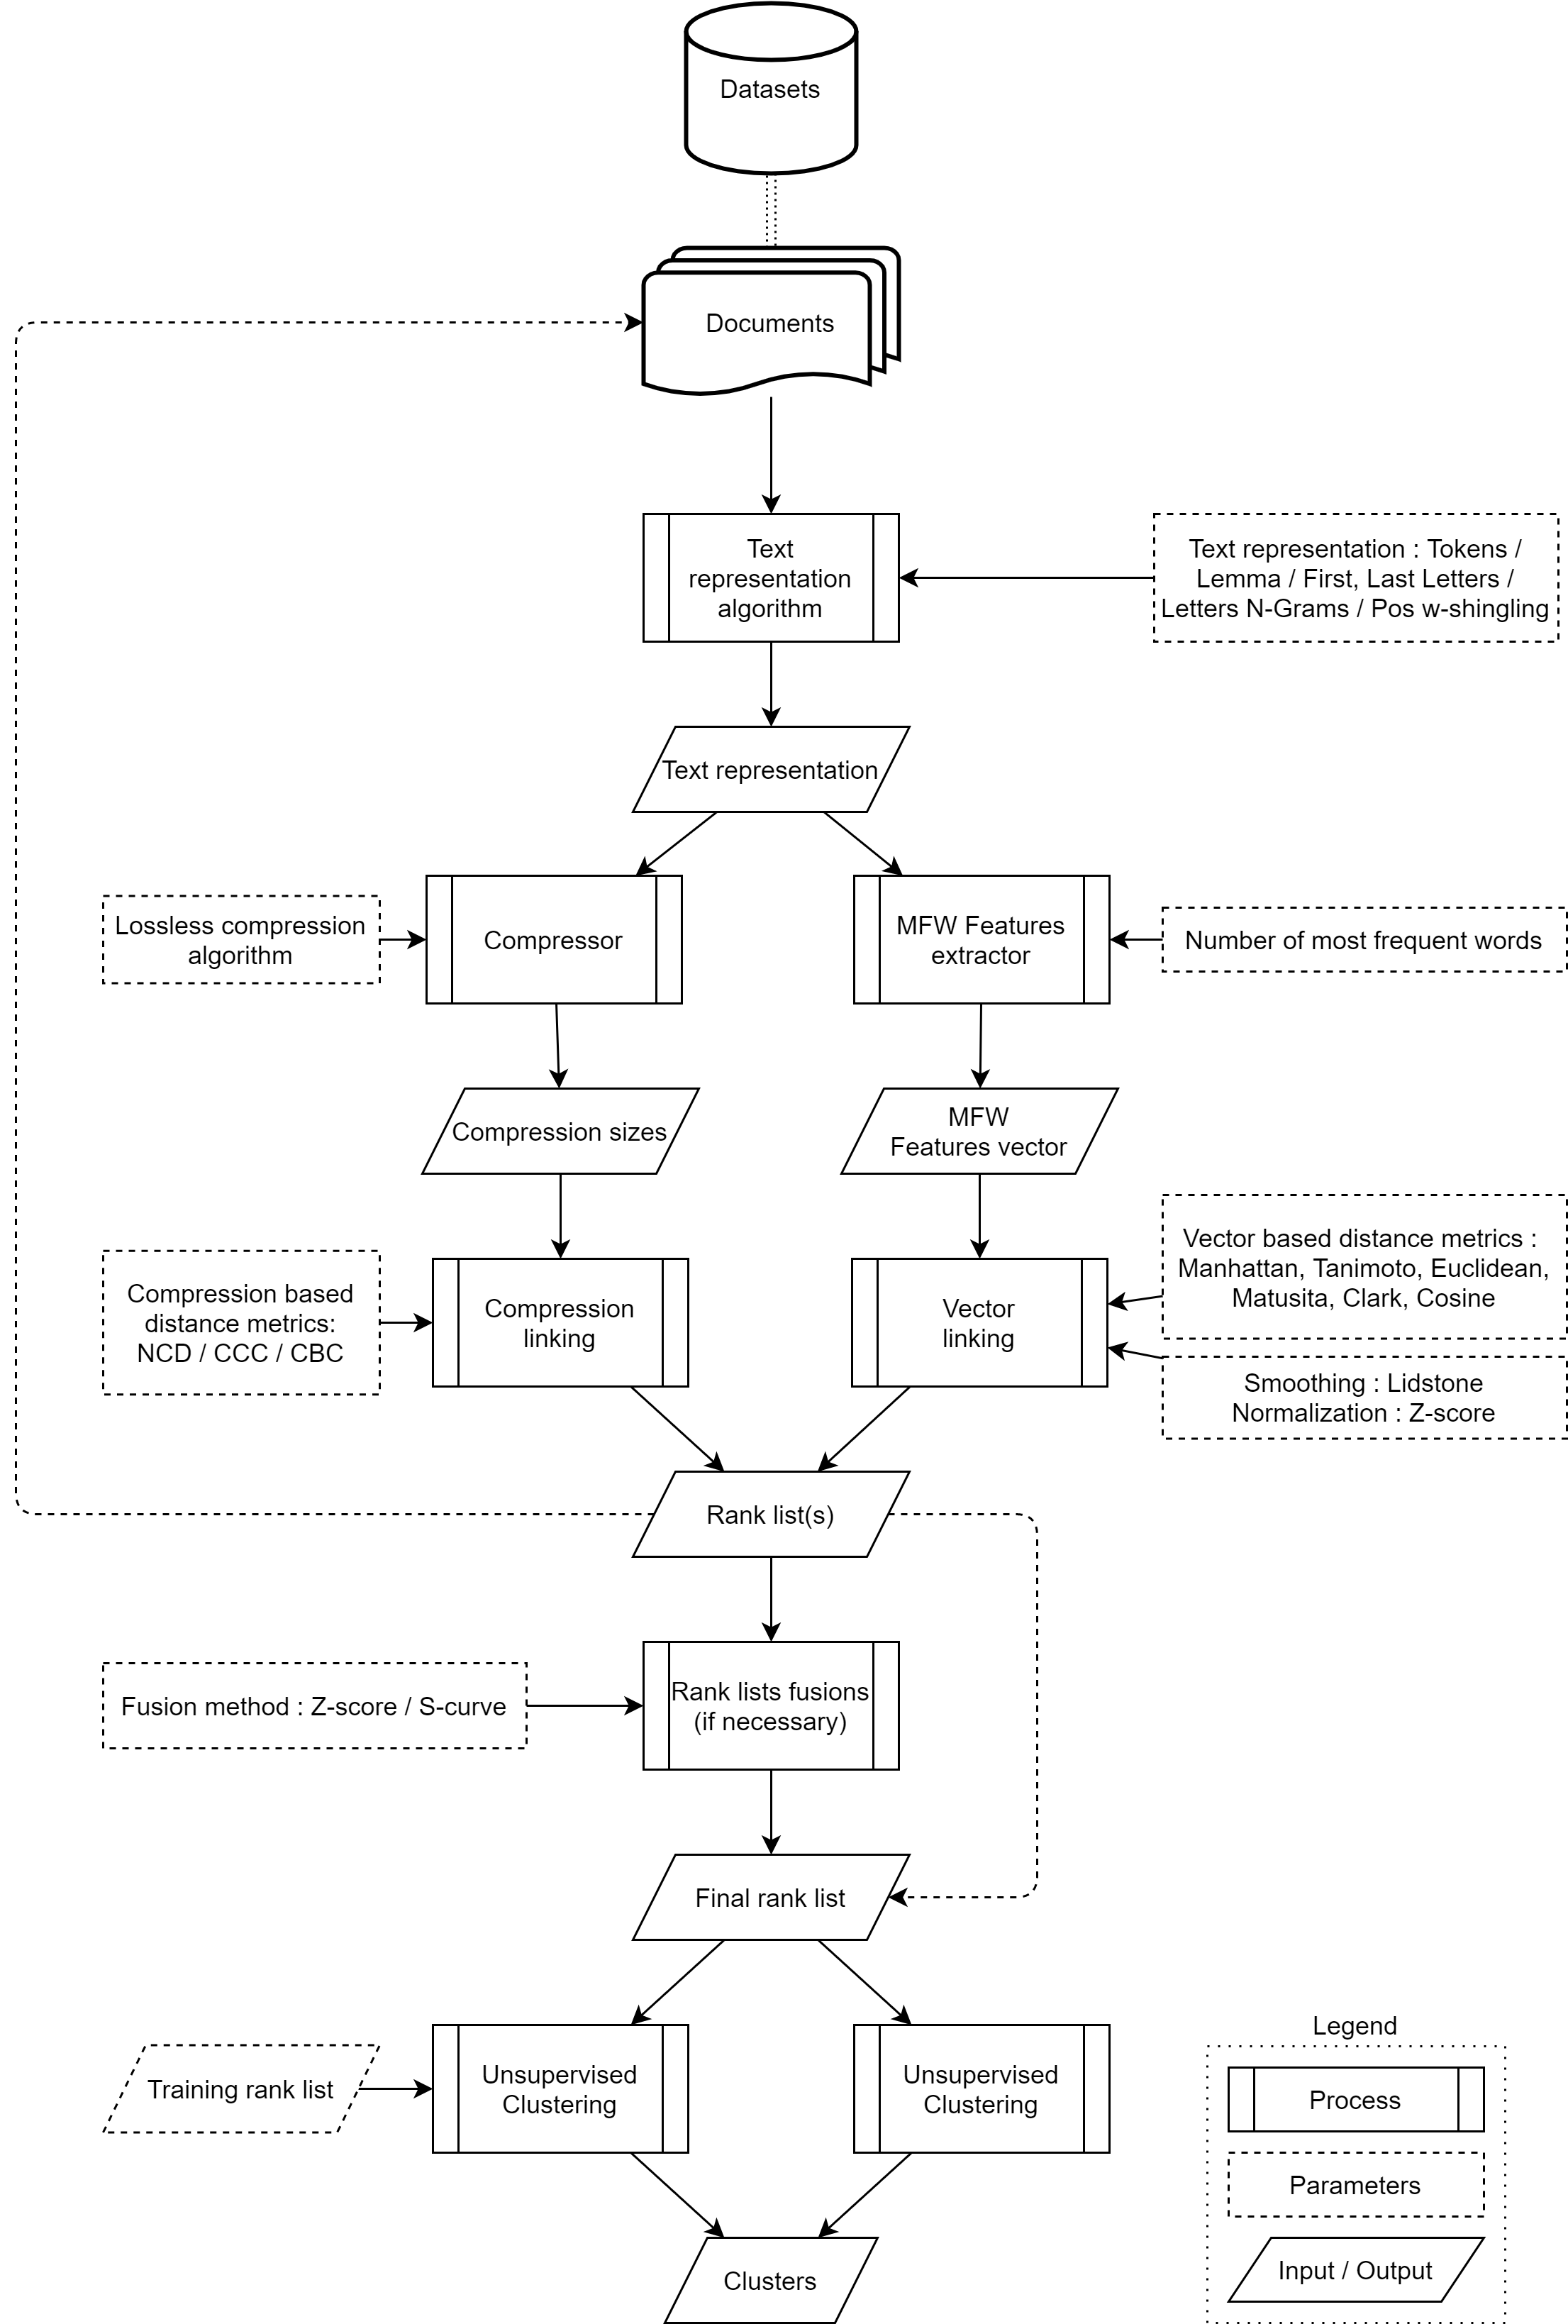 Datasets
Documents
Text
representation
algorithm
Text representation : Tokens /
Lemma / First, Last Letters /
Letters N-Grams / Pos w-shingling
Text representation
Lossless compression
algorithm
Compressor
MFW Features
extractor
Number of most frequent words
Compression sizes
MFW
Features vector
Compression based
distance metrics:
NCD / CCC / CBC
Compression
linking
Vector
linking
Vector based distance metrics :
Manhattan, Tanimoto, Euclidean,
Matusita, Clark, Cosine
Smoothing : Lidstone
Normalization : Z-score
Rank list(s)
Fusion method : Z-score / S-curve
Rank lists fusions
(if necessary)
Final rank list
Training rank list
Unsupervised
Clustering
Unsupervised
Clustering
Clusters
Legend
Process
Parameters
Input / Output